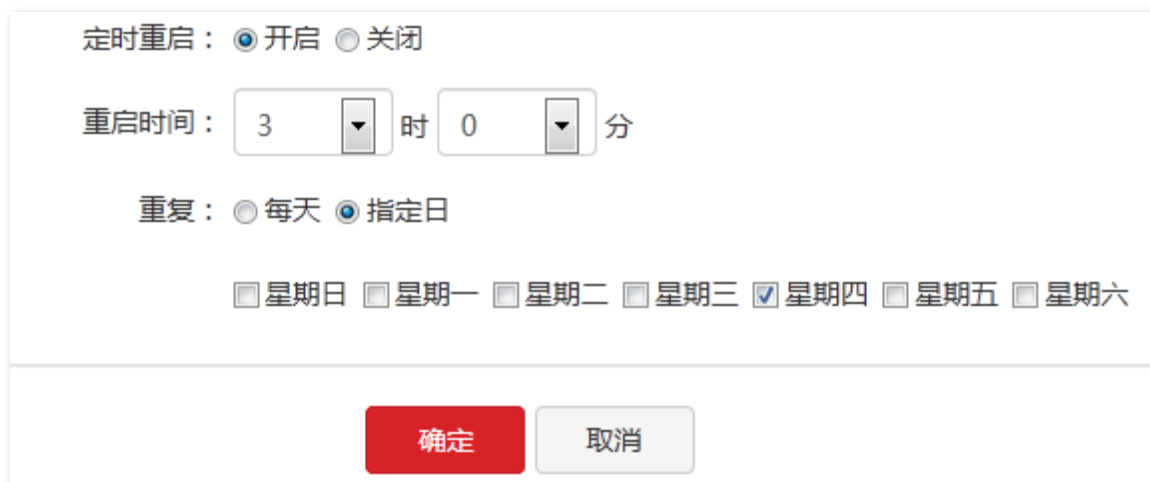 定时重启： 开启 关闭
重启时间： 3 时 0 分
重复： 每天 指定日
星期日 星期一 星期二 星期三 星期四 星期五 星期六
确定 取消